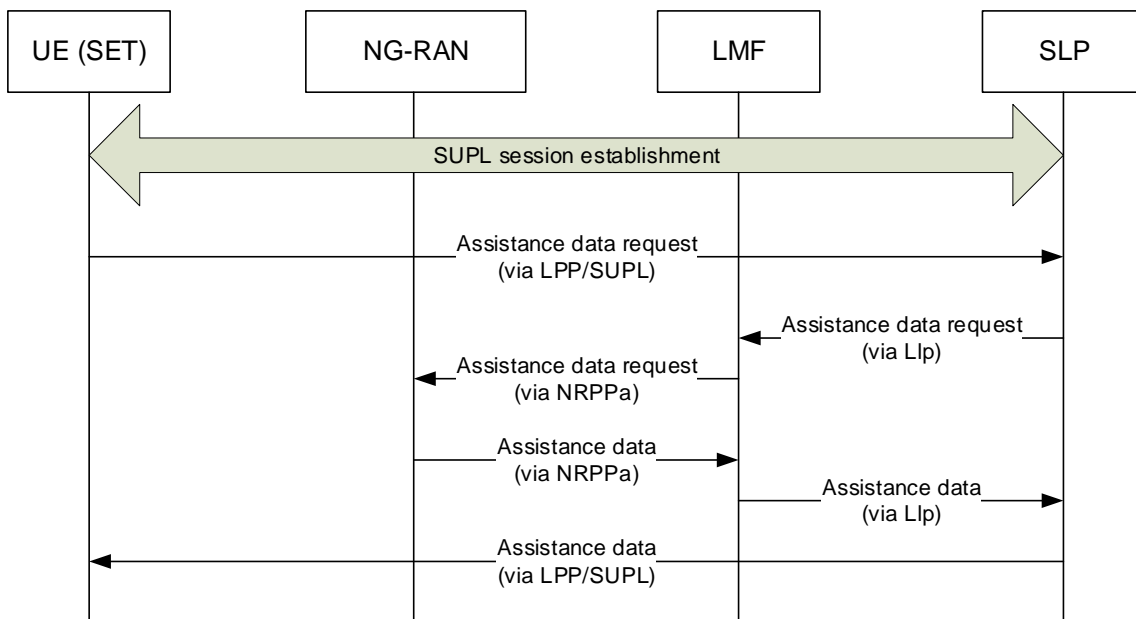 UE (SET)
NG-RAN
LMF
SLP
SUPL session establishment
Assistance data request
(via LPP/SUPL)
Assistance data request
(via Llp)
Assistance data request
(via NRPPa)
Assistance data
(via NRPPa)
Assistance data
(via Llp)
Assistance data
(via LPP/SUPL)